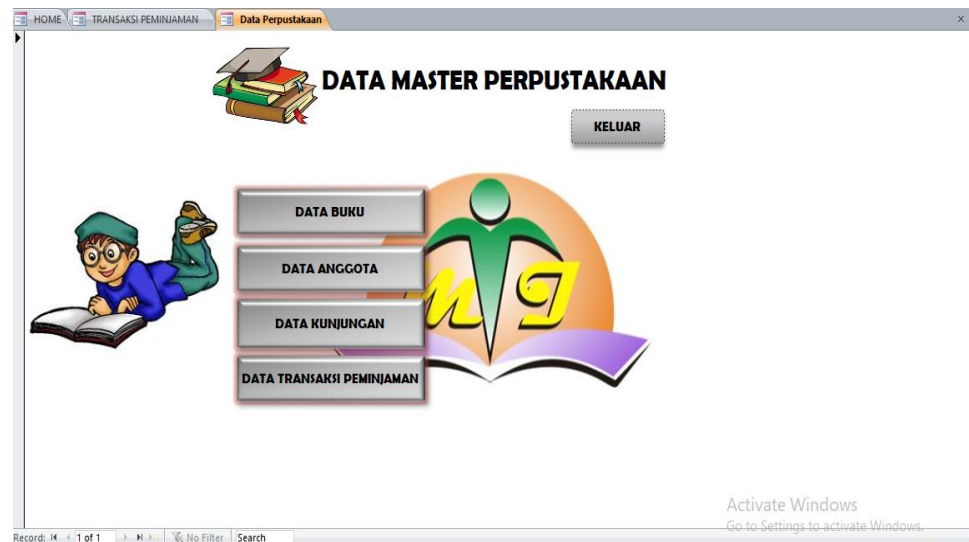 HOME TRANSAKSI PEMINJAMAN Data Perpustakaan
DATA MASTER PERPUSTAKAAN
KELUAR
DATA BUKU
DATA ANGGOTA
DATA KUNJUNGAN
DATA TRANSAKSI PEMINJAMAN
MI
Activate Windows
Go to Settings to activate Windows.
Record: 1 of 1 No Filter Search